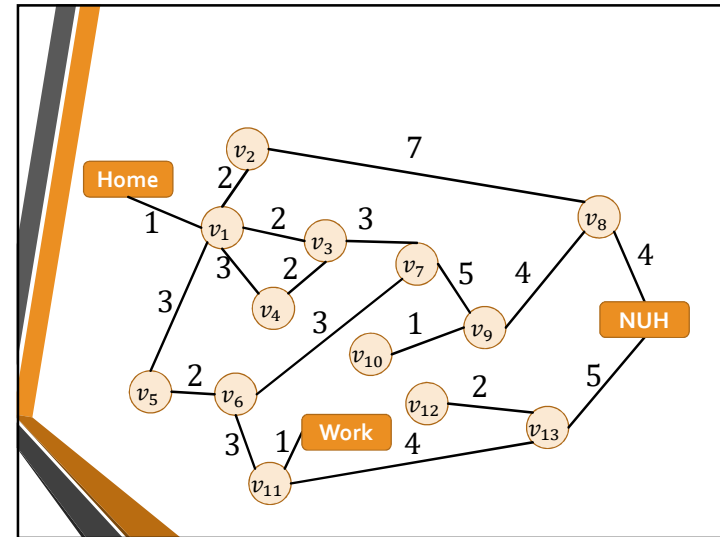 7
v₂
Home
2
v₈
1
v₁
2
3
v₃
4
3
2
v₇
5
4
3
v₄
3
NUH
1
v₉
v₁₀
5
2
2
v₅
v₆
v₁₂
v₁₃
3
1
Work
4
v₁₁